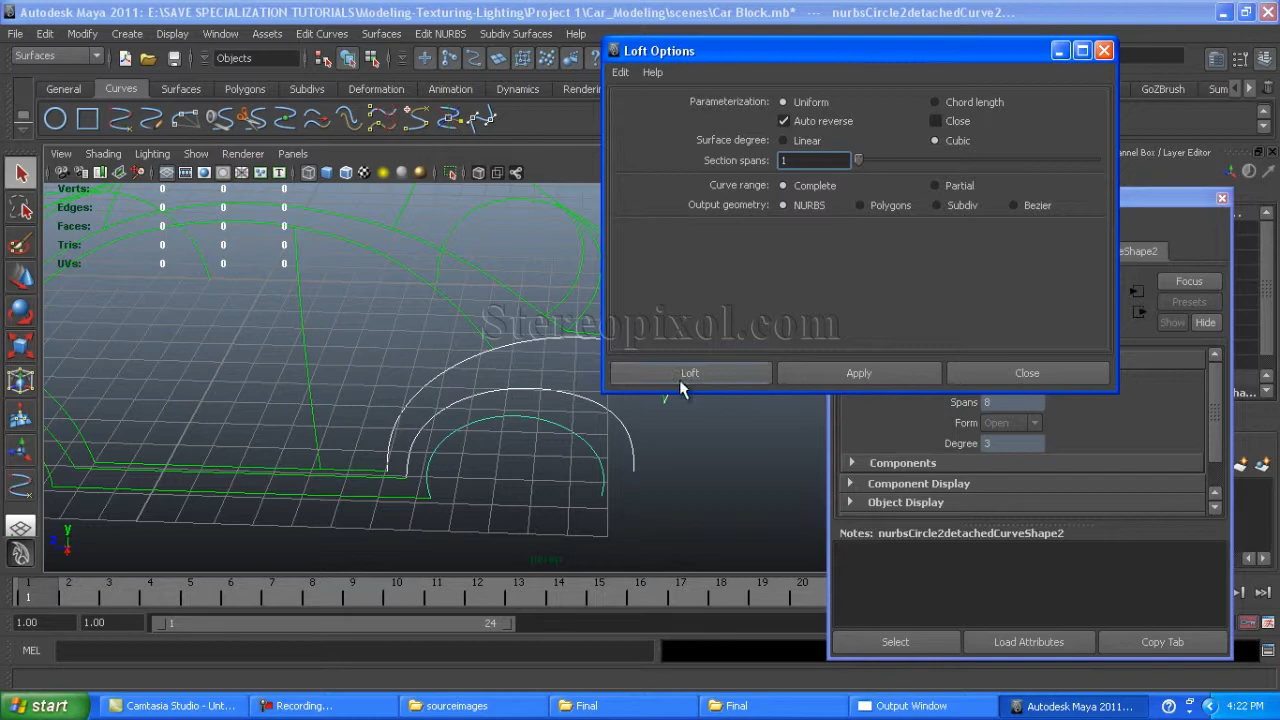 Autodesk Maya 2011: E:\SAVE SPECIALIZATION TUTORIALS\Modeling-Texturing-Lighting\Project 1\Car_Modeling\scenes\Car Block.mb* --- nurbsCircle2detachedCurve2...
File Edit Modify Create Display Window Assets Edit Curves Surfaces Edit NURBS Subdiv Surfaces Help
Surfaces Objects
General Curves Surfaces Polygons Subdivs Deformation Animation Dynamics Rendering GoZBrush Sum
View Shading Lighting Show Renderer Panels
Loft Options
Edit Help
Parameterization: Uniform Chord length
Auto reverse Close
Surface degree: Linear Cubic
Section spans: 1
Curve range: Complete Partial
Output geometry: NURBS Polygons Subdiv Bezier
Loft Apply Close
Verts: 0 0 0
Edges: 0 0 0
Faces: 0 0 0
Tris: 0 0 0
UVs: 0 0 0
Stereopixol.com
y
persp
Box / Layer Editor
eShape2
Focus
Presets
Show Hide
Spans 8
Form Open
Degree 3
Components
Component Display
Object Display
Notes: nurbsCircle2detachedCurveShape2
Select Load Attributes Copy Tab
1 2 3 4 5 6 7 8 9 10 11 12 13 14 15 16 17 18 19 20
1
1.00 1.00 1 24
MEL
start Camtasia Studio - Unt... Recording... sourceimages Final Final Output Window Autodesk Maya 2011... 4:22 PM